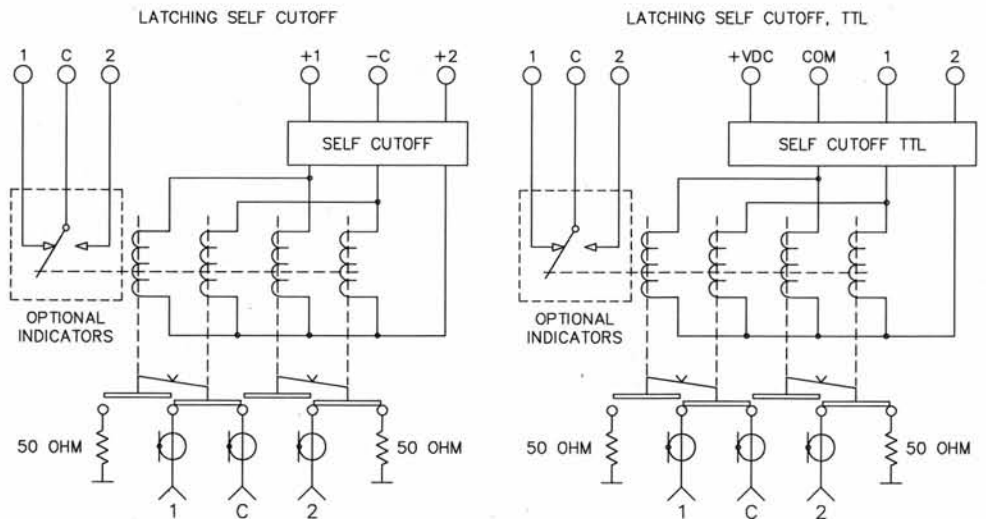 LATCHING SELF CUTOFF
1 C 2 +1 -C +2
SELF CUTOFF
OPTIONAL
INDICATORS
50 OHM 50 OHM
1 C 2
LATCHING SELF CUTOFF, TTL
1 C 2 +VDC COM 1 2
SELF CUTOFF TTL
OPTIONAL
INDICATORS
50 OHM 50 OHM
1 C 2